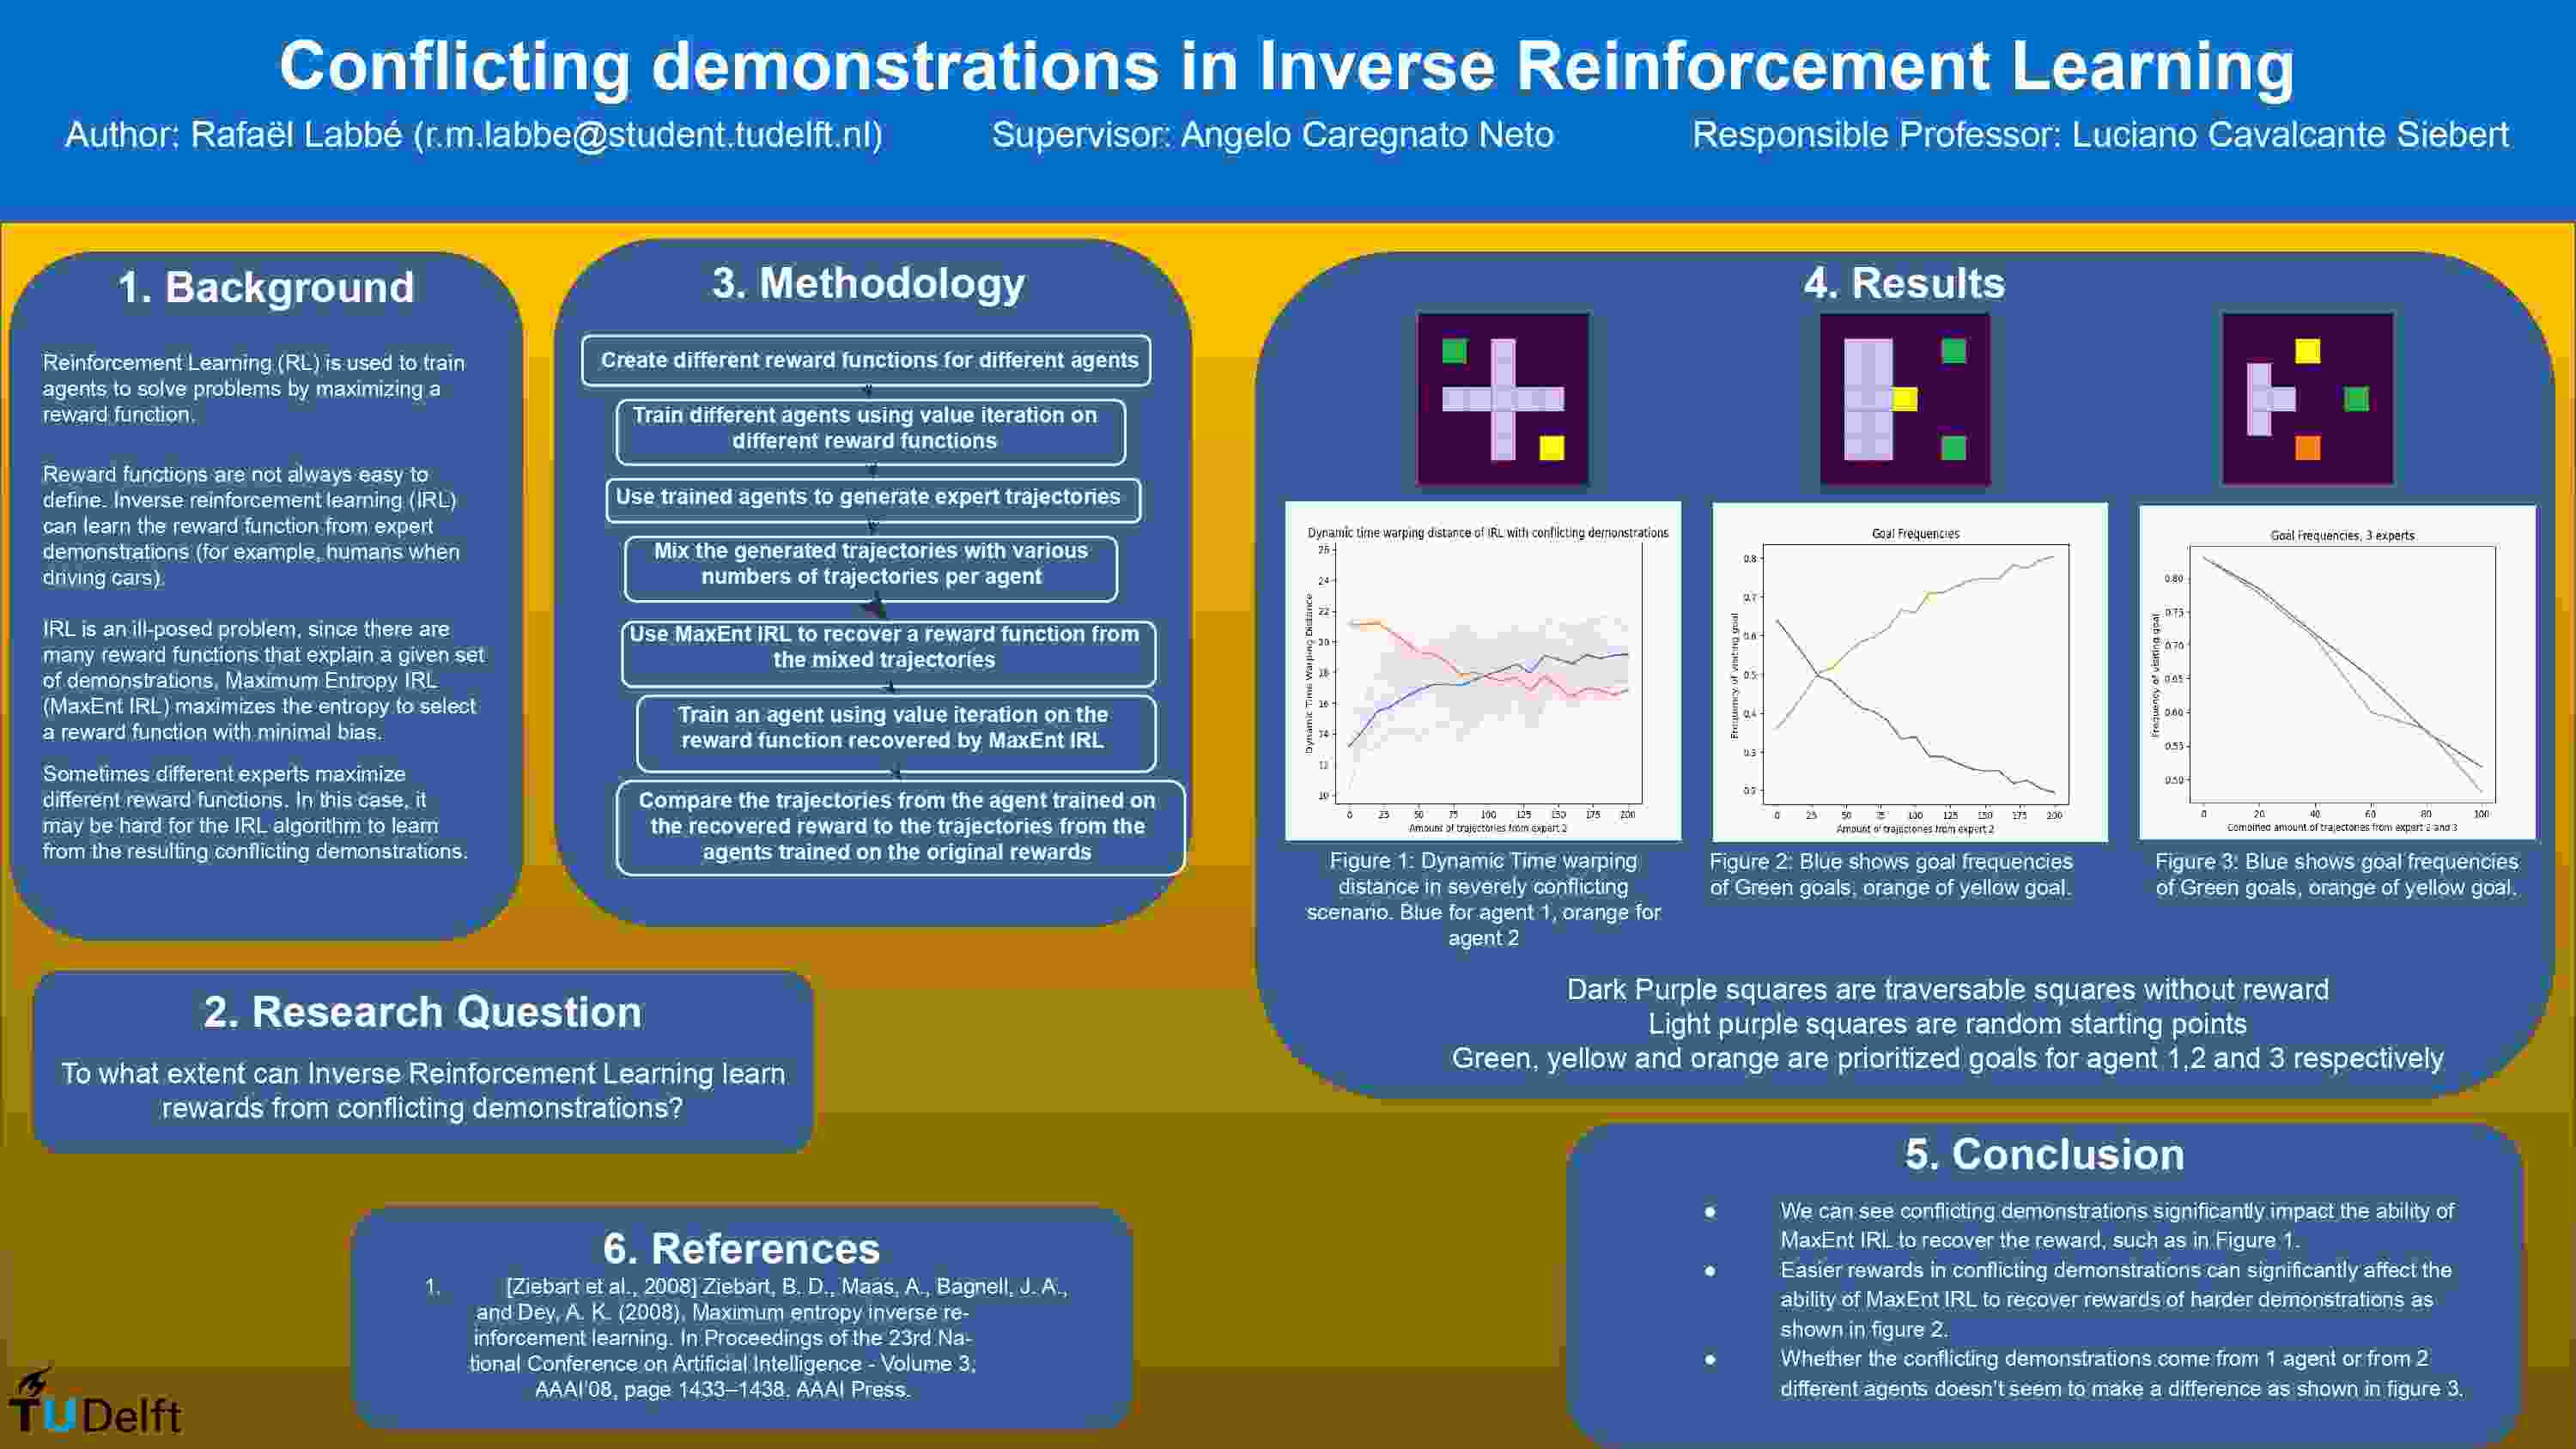 Conflicting demonstrations in Inverse Reinforcement Learning
Author: Rafaël Labbé (r.m.labbe@student.tudelft.nl)
Supervisor: Angelo Caregnato Neto
Responsible Professor: Luciano Cavalcante Siebert
1. Background
Reinforcement Learning (RL) is used to train
agents to solve problems by maximizing a
reward function.
Reward functions are not always easy to
define. Inverse reinforcement learning (IRL)
can learn the reward function from expert
demonstrations (for example, humans when
driving cars).
IRL is an ill-posed problem, since there are
many reward functions that explain a given set
of demonstrations. Maximum Entropy IRL
(MaxEnt IRL) maximizes the entropy to select
a reward function with minimal bias.
Sometimes different experts maximize
different reward functions. In this case, it
may be hard for the IRL algorithm to learn
from the resulting conflicting demonstrations.
2. Research Question
To what extent can Inverse Reinforcement Learning learn
rewards from conflicting demonstrations?
3. Methodology
Create different reward functions for different agents
Train different agents using value iteration on
different reward functions
Use trained agents to generate expert trajectories
Mix the generated trajectories with various
numbers of trajectories per agent
Use MaxEnt IRL to recover a reward function from
the mixed trajectories
Train an agent using value iteration on the
reward function recovered by MaxEnt IRL
Compare the trajectories from the agent trained on
the recovered reward to the trajectories from the
agents trained on the original rewards
4. Results
Dynamic time warping distance of IRL with conflicting demonstrations
Dynamic Time Warping Distance
26
24
22
20
18
16
14
12
10
0 25 50 75 100 125 150 175 200
Amount of trajectories from expert 2
Figure 1: Dynamic Time warping
distance in severely conflicting
scenario. Blue for agent 1, orange for
agent 2
Goal Frequencies
Frequency of visiting goal
0.8
0.7
0.6
0.5
0.4
0.3
0.2
0 25 50 75 100 125 150 175 200
Amount of trajectories from expert 2
Figure 2: Blue shows goal frequencies
of Green goals, orange of yellow goal.
Goal Frequencies, 3 experts
Frequency of visiting goal
0.80
0.75
0.70
0.65
0.60
0.55
0.50
0 20 40 60 80 100
Combined amount of trajectories from expert 2 and 3
Figure 3: Blue shows goal frequencies
of Green goals, orange of yellow goal.
Dark Purple squares are traversable squares without reward
Light purple squares are random starting points
Green, yellow and orange are prioritized goals for agent 1,2 and 3 respectively
5. Conclusion
● We can see conflicting demonstrations significantly impact the ability of
MaxEnt IRL to recover the reward, such as in Figure 1.
● Easier rewards in conflicting demonstrations can significantly affect the
ability of MaxEnt IRL to recover rewards of harder demonstrations as
shown in figure 2.
● Whether the conflicting demonstrations come from 1 agent or from 2
different agents doesn't seem to make a difference as shown in figure 3.
6. References
1. [Ziebart et al., 2008] Ziebart, B. D., Maas, A., Bagnell, J. A.,
and Dey, A. K. (2008). Maximum entropy inverse re-
inforcement learning. In Proceedings of the 23rd Na-
tional Conference on Artificial Intelligence - Volume 3,
AAAI'08, page 1433–1438. AAAI Press.
TU Delft